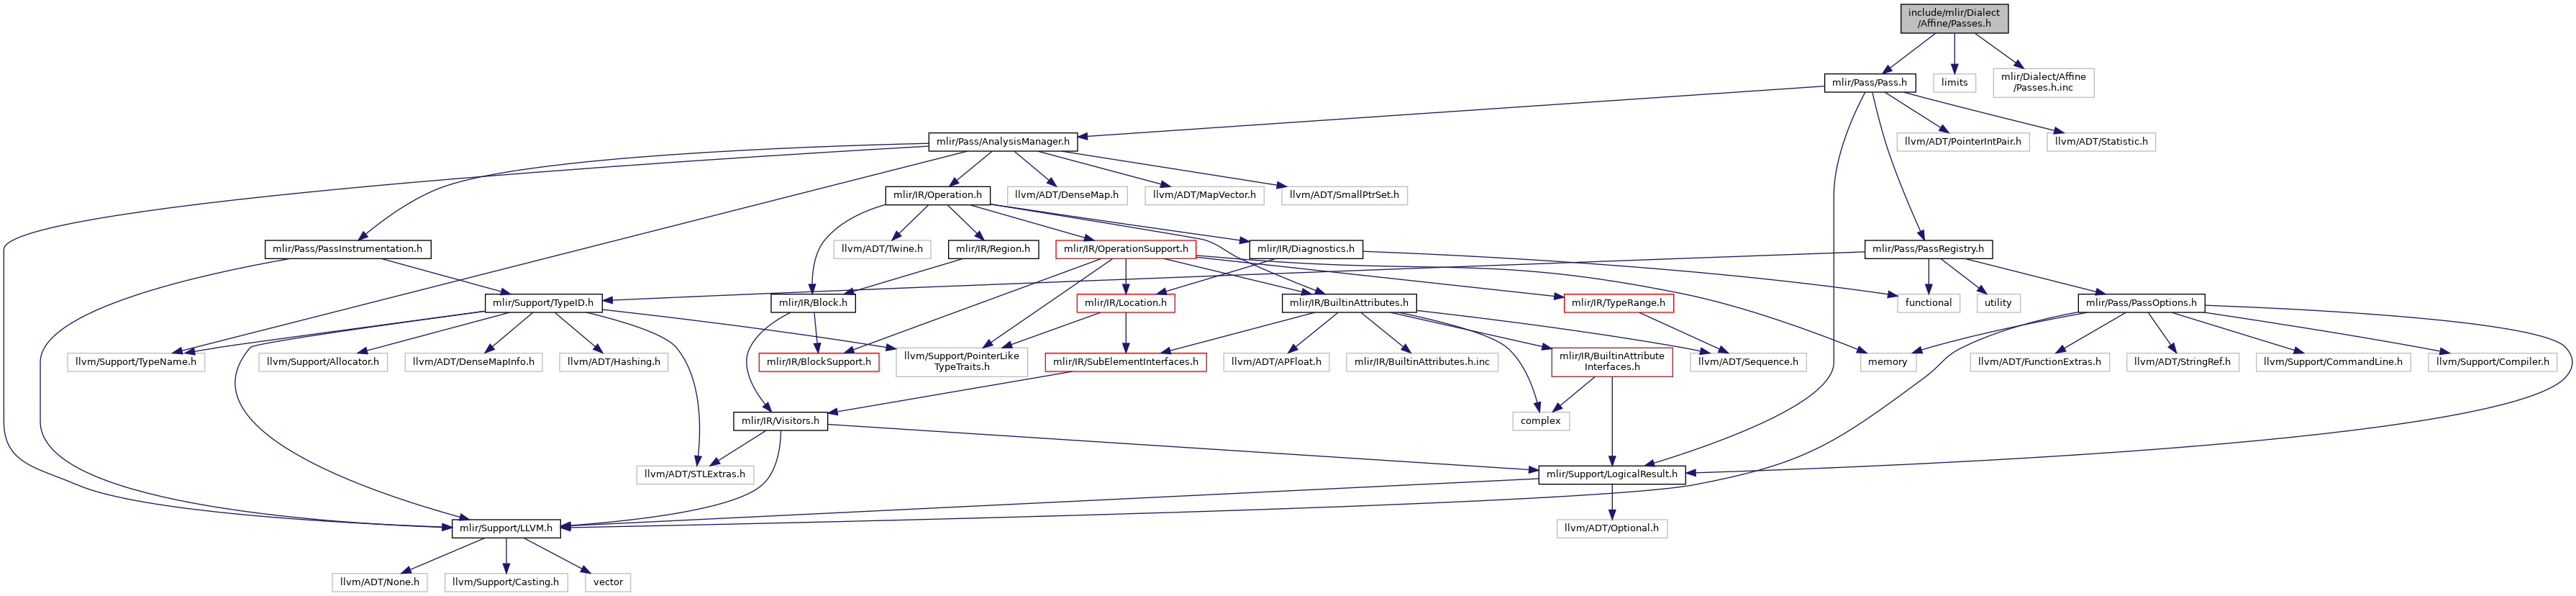 include/mlir/Dialect
/Affine/Passes.h
mlir/Pass/Pass.h
limits
mlir/Dialect/Affine
/Passes.h.inc
mlir/Pass/AnalysisManager.h
llvm/ADT/PointerIntPair.h
llvm/ADT/Statistic.h
mlir/IR/Operation.h
llvm/ADT/DenseMap.h
llvm/ADT/MapVector.h
llvm/ADT/SmallPtrSet.h
mlir/Pass/PassInstrumentation.h
llvm/ADT/Twine.h
mlir/IR/Region.h
mlir/IR/OperationSupport.h
mlir/IR/Diagnostics.h
mlir/Pass/PassRegistry.h
mlir/Support/TypeID.h
mlir/IR/Block.h
mlir/IR/Location.h
mlir/IR/BuiltinAttributes.h
mlir/IR/TypeRange.h
functional
utility
mlir/Pass/PassOptions.h
llvm/Support/TypeName.h
llvm/Support/Allocator.h
llvm/ADT/DenseMapInfo.h
llvm/ADT/Hashing.h
mlir/IR/BlockSupport.h
llvm/Support/PointerLike
TypeTraits.h
mlir/IR/SubElementInterfaces.h
llvm/ADT/APFloat.h
mlir/IR/BuiltinAttributes.h.inc
mlir/IR/BuiltinAttribute
Interfaces.h
llvm/ADT/Sequence.h
memory
llvm/ADT/FunctionExtras.h
llvm/ADT/StringRef.h
llvm/Support/CommandLine.h
llvm/Support/Compiler.h
mlir/IR/Visitors.h
complex
llvm/ADT/STLExtras.h
mlir/Support/LogicalResult.h
mlir/Support/LLVM.h
llvm/ADT/Optional.h
llvm/ADT/None.h
llvm/Support/Casting.h
vector